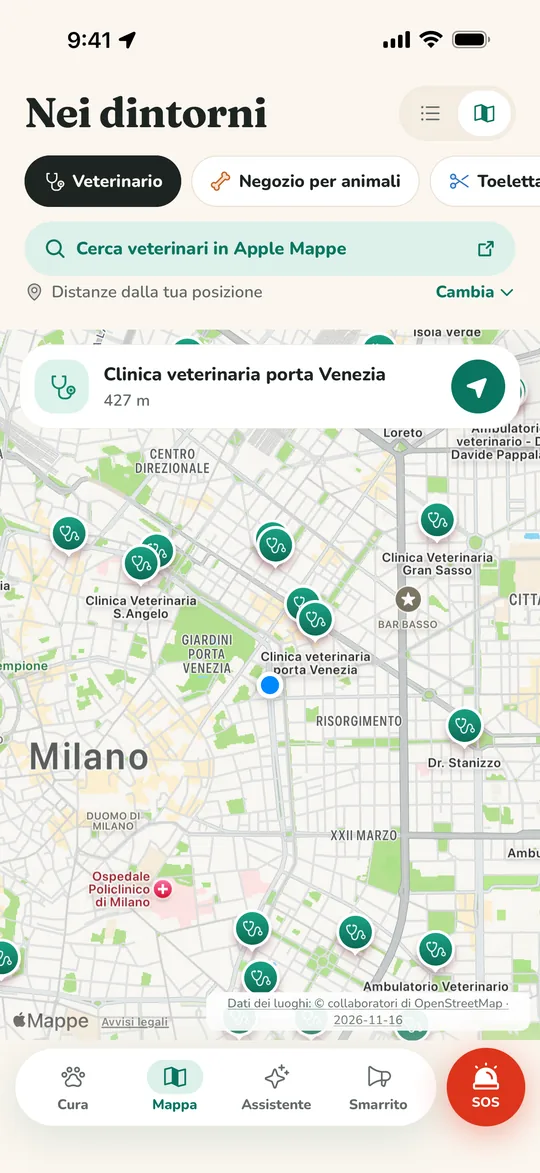 9:41
Nei dintorni
Veterinario
Negozio per animali
Toeletta
Cerca veterinari in Apple Mappe
Distanze dalla tua posizione
Cambia
Isola Verde
Clinica veterinaria porta Venezia
427 m
Loreto
Ambulatorio
veterinario - D
Davide Pappala
CENTRO
DIREZIONALE
Clinica Veterinaria
Gran Sasso
Clinica Veterinaria
S.Angelo
CITTÀ
BAR BASSO
GIARDINI
PORTA
VENEZIA
Clinica veterinaria
porta Venezia
empione
RISORGIMENTO
Milano
Dr. Stanizzo
DUOMO DI
MILANO
XXII MARZO
Ambu
Ospedale
Policlinico
di Milano
Ambulatorio Veterinario
Dati dei luoghi: © collaboratori di OpenStreetMap ·
2026-11-16
Mappe
Avvisi legali
Cura
Mappa
Assistente
Smarrito
SOS